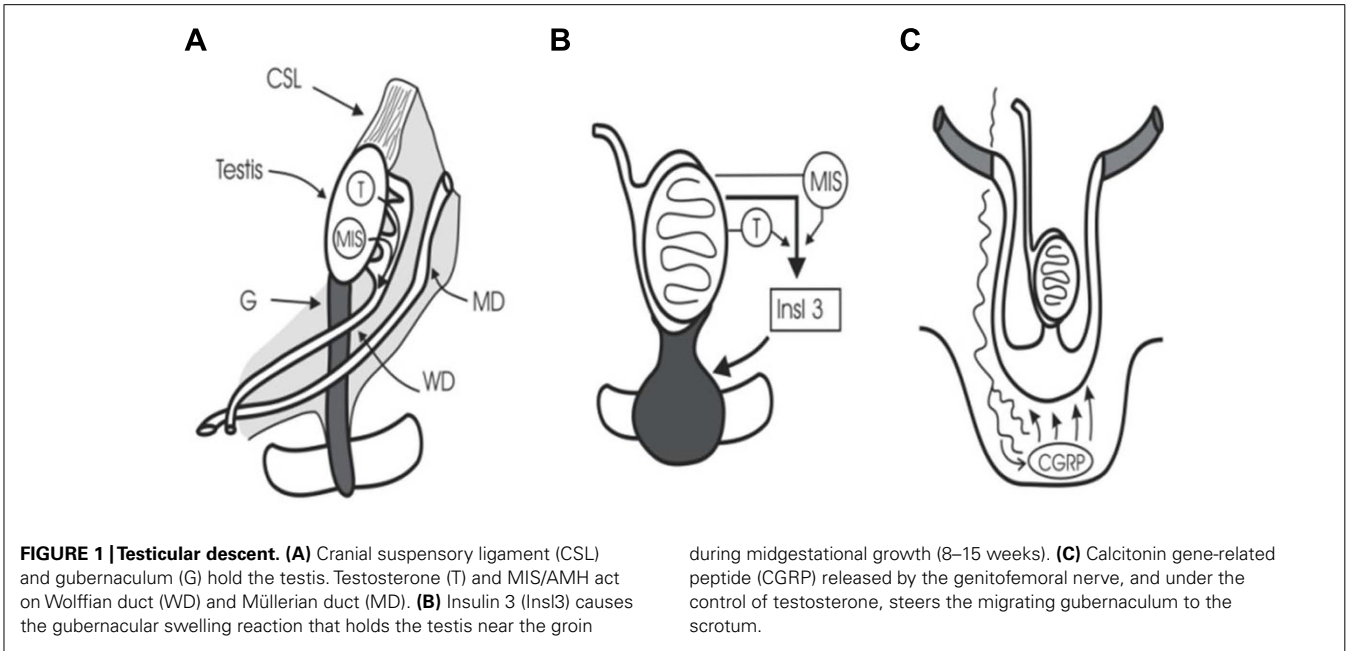 A
B
C
CSL
Testis
T
MIS
G
MD
WD
MIS
T
Insl 3
CGRP
FIGURE 1 | Testicular descent. (A) Cranial suspensory ligament (CSL)
and gubernaculum (G) hold the testis. Testosterone (T) and MIS/AMH act
on Wolffian duct (WD) and Müllerian duct (MD). (B) Insulin 3 (Insl3) causes
the gubernacular swelling reaction that holds the testis near the groin
during midgestational growth (8–15 weeks). (C) Calcitonin gene-related
peptide (CGRP) released by the genitofemoral nerve, and under the
control of testosterone, steers the migrating gubernaculum to the
scrotum.